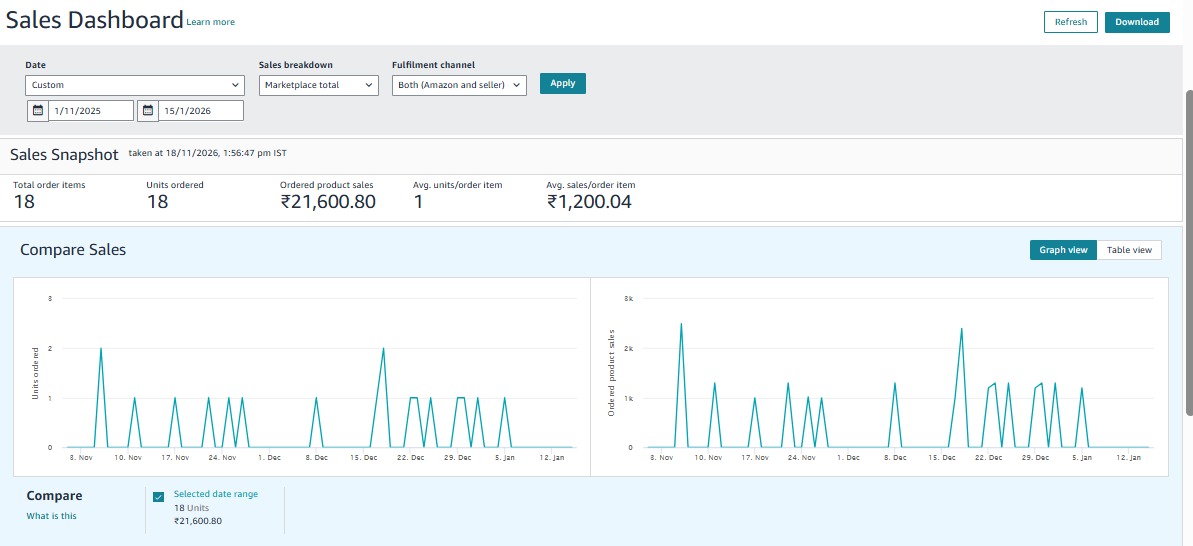 Sales Dashboard Learn more
Refresh Download
Date Sales breakdown Fulfilment channel
Custom Marketplace total Both (Amazon and seller) Apply
1/11/2025 15/1/2026
Sales Snapshot taken at 18/11/2026, 1:56:47 pm IST
Total order items Units ordered Ordered product sales Avg. units/order item Avg. sales/order item
18 18 ₹21,600.80 1 ₹1,200.04
Compare Sales
Graph view Table view
Units ordered
3
2
1
0
8. Nov 10. Nov 17. Nov 24. Nov 1. Dec 8. Dec 15. Dec 22. Dec 29. Dec 5. Jan 12. Jan
Ordered product sales
3k
2k
1k
0
8. Nov 10. Nov 17. Nov 24. Nov 1. Dec 8. Dec 15. Dec 22. Dec 29. Dec 5. Jan 12. Jan
Compare
What is this
Selected date range
18 Units
₹21,600.80